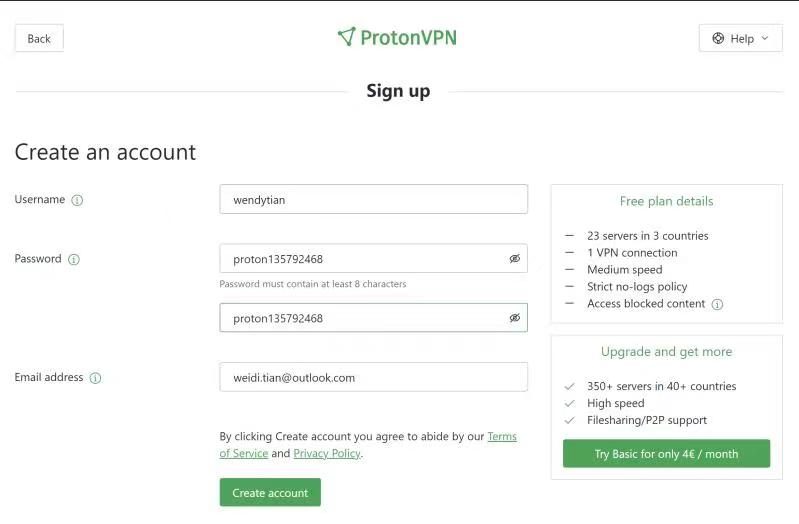 Back
ProtonVPN
Help
Sign up
Create an account
Username
wendytian
Password
proton135792468
Password must contain at least 8 characters
proton135792468
Email address
weidi.tian@outlook.com
By clicking Create account you agree to abide by our Terms
of Service and Privacy Policy.
Create account
Free plan details
23 servers in 3 countries
1 VPN connection
Medium speed
Strict no-logs policy
Access blocked content
Upgrade and get more
350+ servers in 40+ countries
High speed
Filesharing/P2P support
Try Basic for only 4€ / month